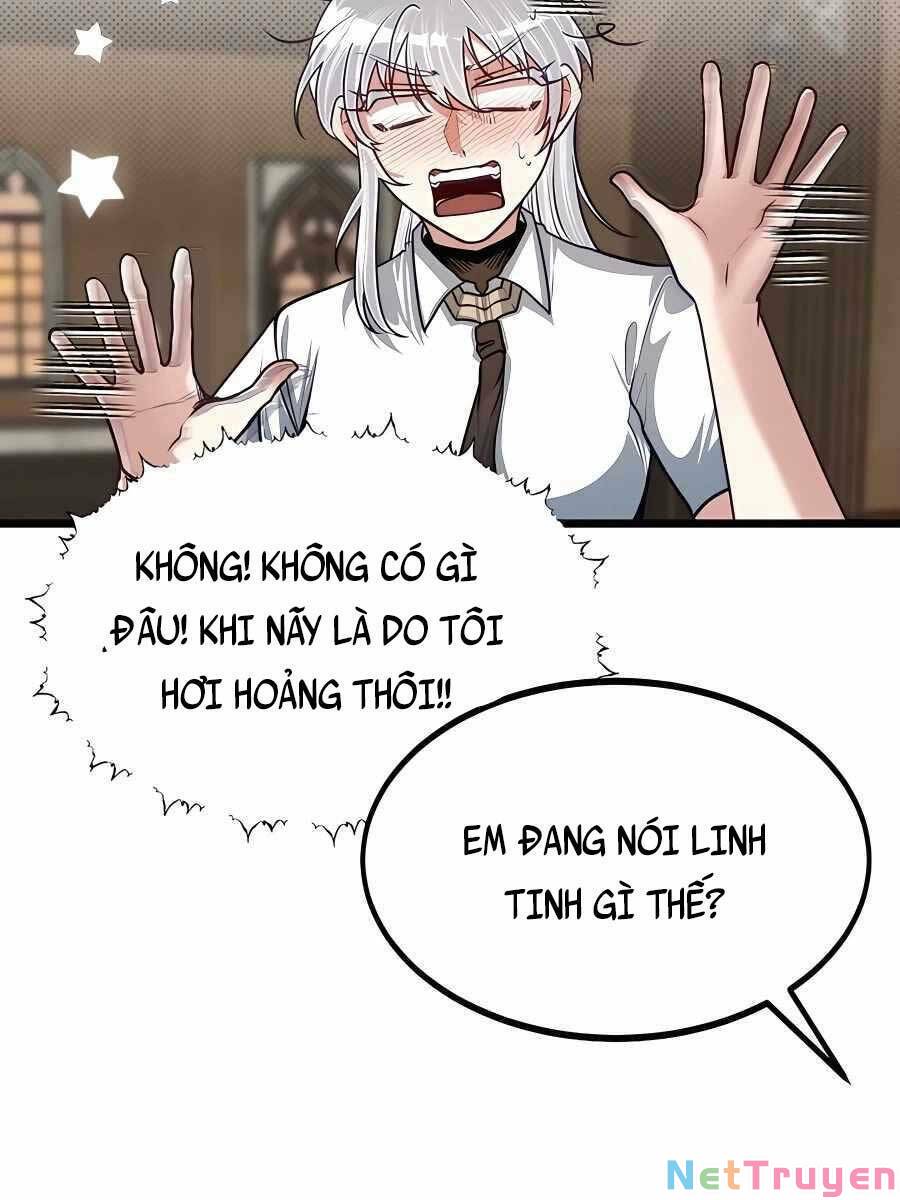 KHÔNG! KHÔNG CÓ GÌ
ĐÂU! KHI NÃY LÀ DO TÔI
HƠI HOẢNG THÔI!!
EM ĐANG NÓI LINH
TINH GÌ THẾ?
NetTruyen